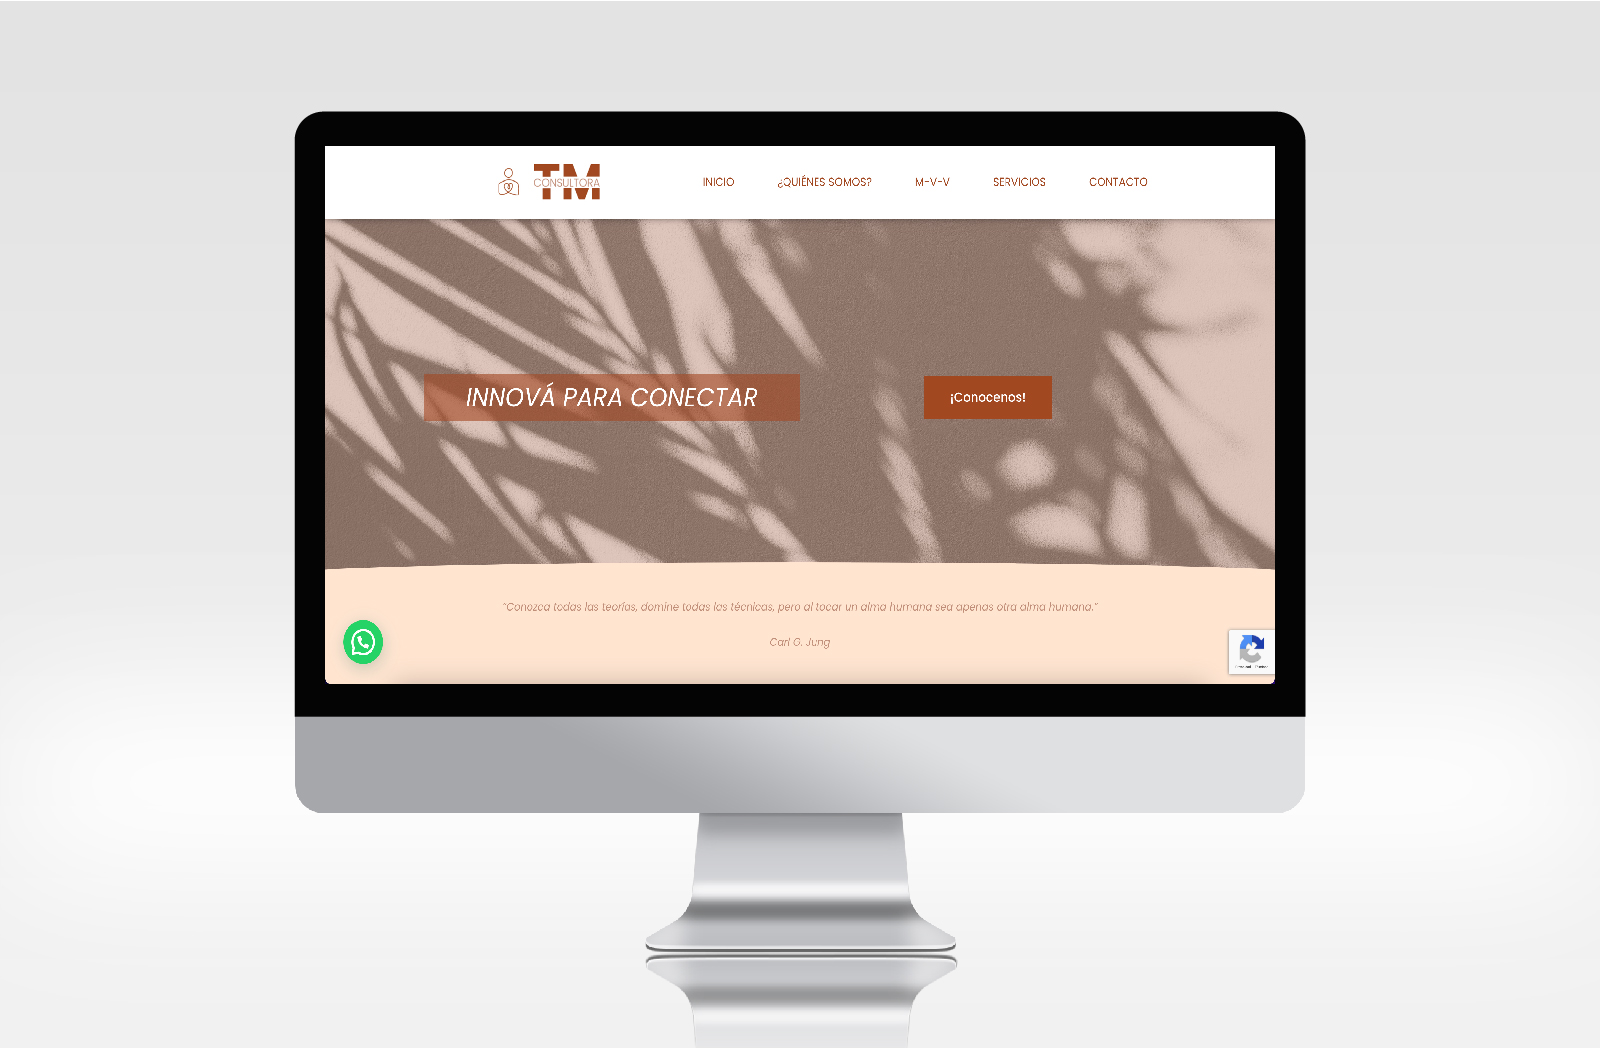 TM
CONSULTORA
INICIO
¿QUIÉNES SOMOS?
M-V-V
SERVICIOS
CONTACTO
INNOVÁ PARA CONECTAR
¡Conocenos!
"Conozca todas las teorías, domine todas las técnicas, pero al tocar un alma humana sea apenas otra alma humana."
Carl G. Jung